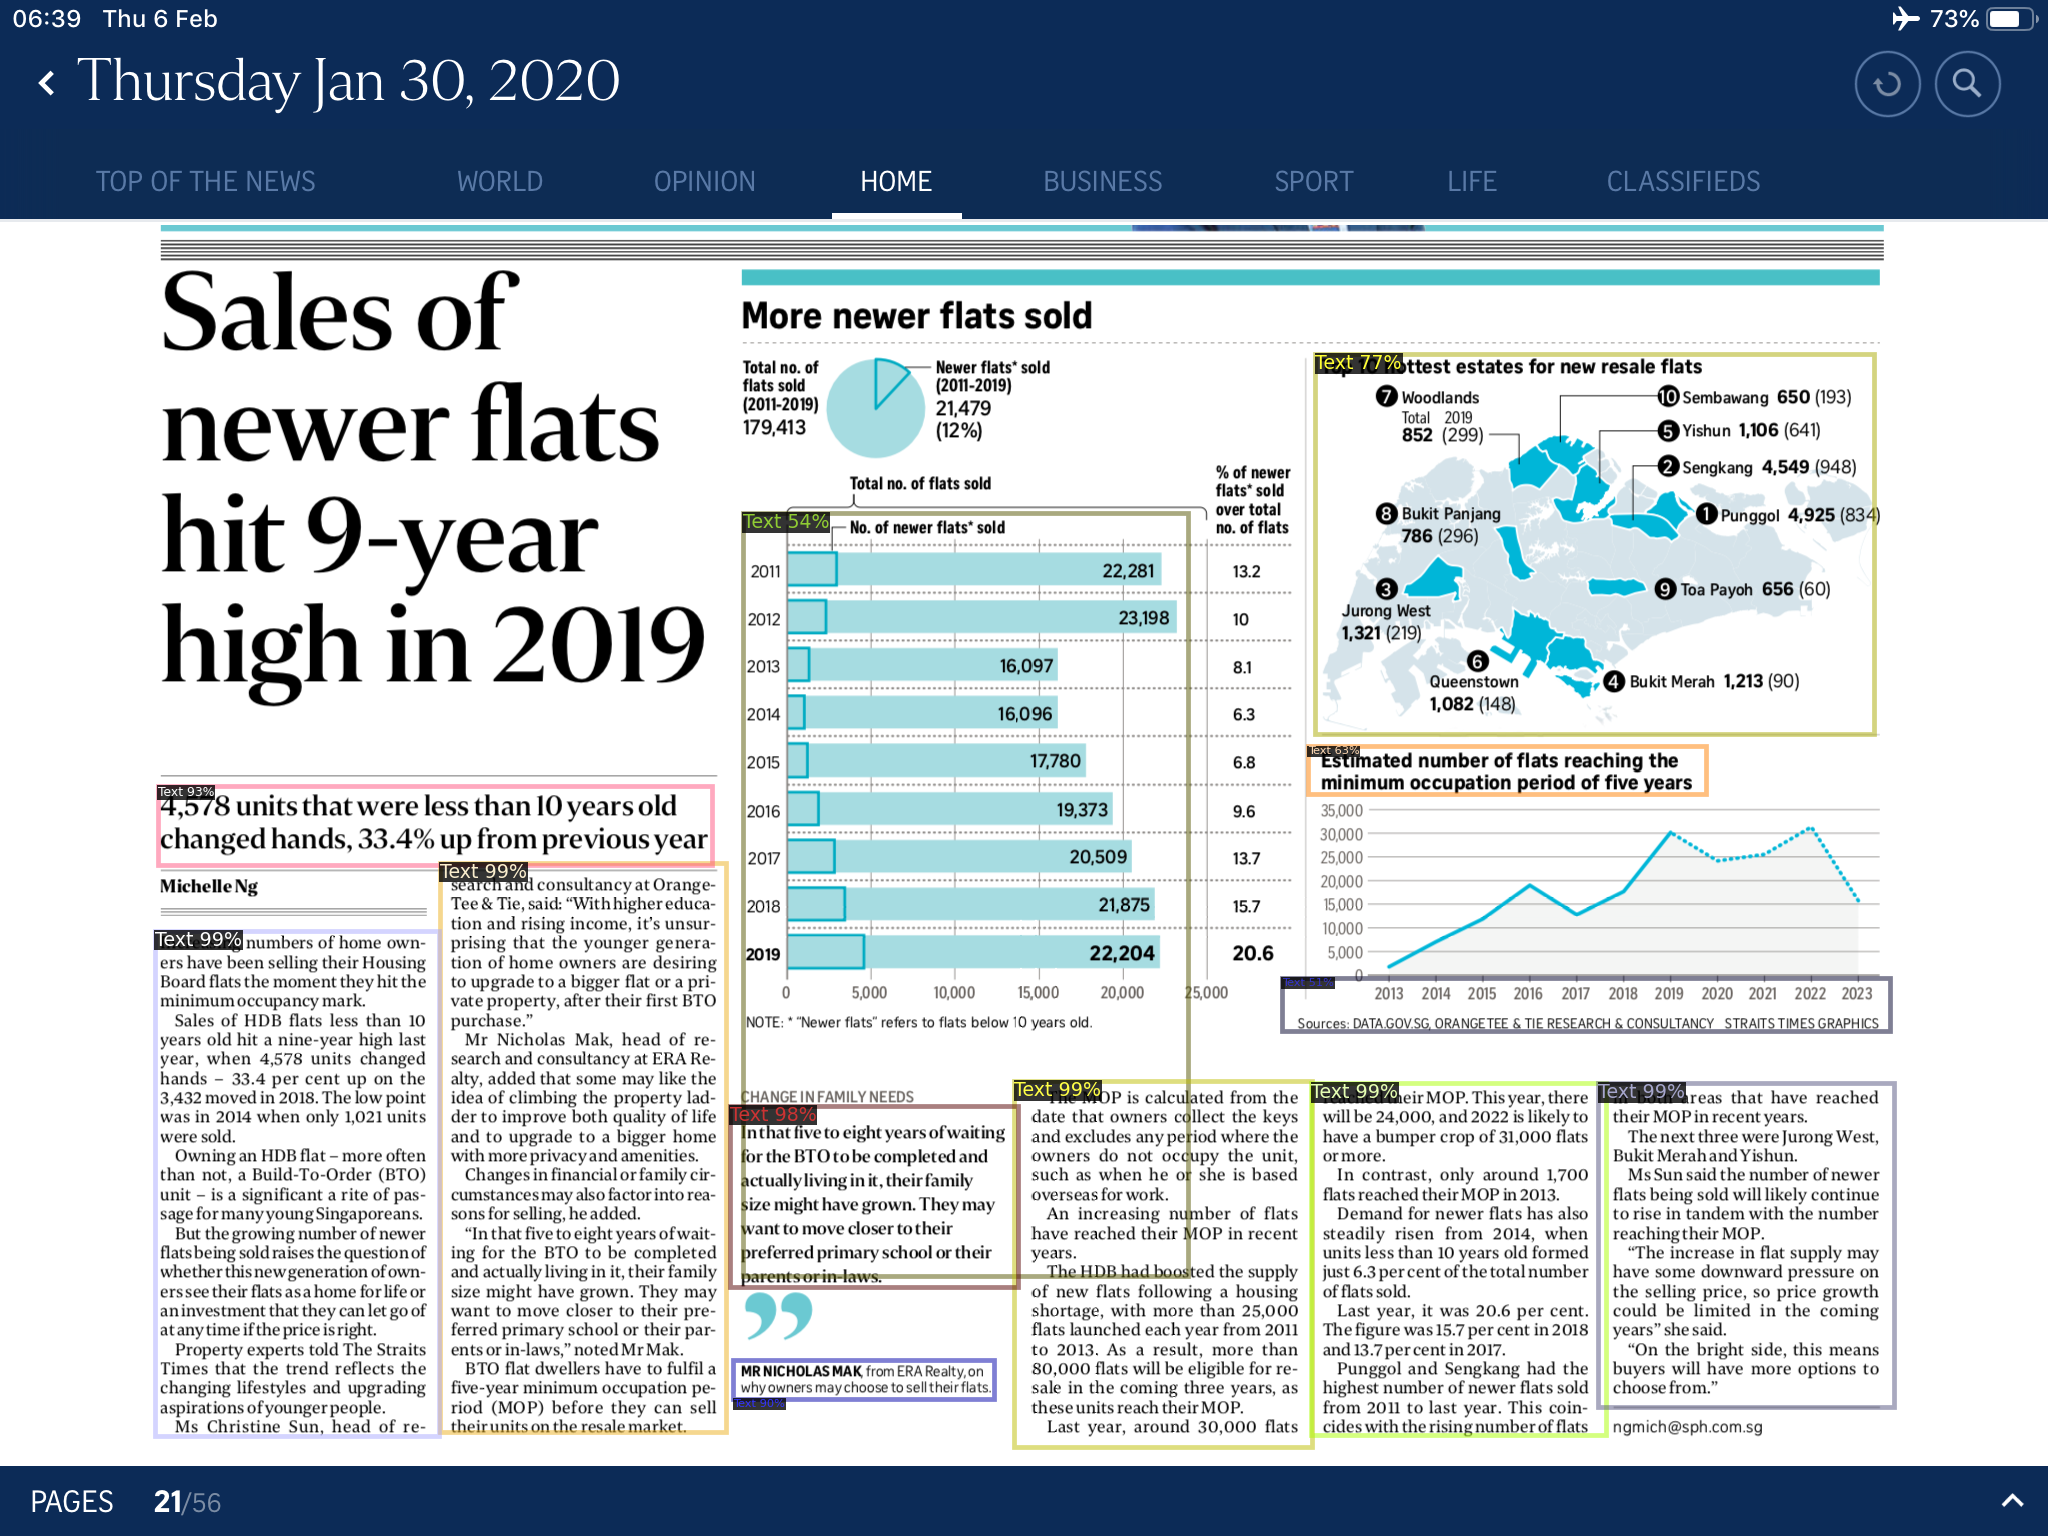 06:39 Thu 6 Feb
73%
Thursday Jan 30, 2020
TOP OF THE NEWS
WORLD
OPINION
HOME
BUSINESS
SPORT
LIFE
CLASSIFIEDS
Sales of
newer flats
hit 9-year
high in 2019
Text 93%
4,578 units that were less than 10 years old
changed hands, 33.4% up from previous year
Michelle Ng
Text 99%
numbers of home own-
ers have been selling their Housing
Board flats the moment they hit the
minimum occupancy mark.
Sales of HDB flats less than 10
years old hit a nine-year high last
year, when 4,578 units changed
hands – 33.4 per cent up on the
3,432 moved in 2018. The low point
was in 2014 when only 1,021 units
were sold.
Owning an HDB flat – more often
than not, a Build-To-Order (BTO)
unit – is a significant a rite of pas-
sage for many young Singaporeans.
But the growing number of newer
flats being sold raises the question of
whether this new generation of own-
ers see their flats as a home for life or
an investment that they can let go of
at any time if the price is right.
Property experts told The Straits
Times that the trend reflects the
changing lifestyles and upgrading
aspirations of younger people.
Ms Christine Sun, head of re-
Text 99%
search and consultancy at Orange-
Tee & Tie, said: “With higher educa-
tion and rising income, it’s unsur-
prising that the younger genera-
tion of home owners are desiring
to upgrade to a bigger flat or a pri-
vate property, after their first BTO
purchase.”
Mr Nicholas Mak, head of re-
search and consultancy at ERA Re-
alty, added that some may like the
idea of climbing the property lad-
der to improve both quality of life
and to upgrade to a bigger home
with more privacy and amenities.
Changes in financial or family cir-
cumstances may also factor into rea-
sons for selling, he added.
“In that five to eight years of wait-
ing for the BTO to be completed
and actually living in it, their family
size might have grown. They may
want to move closer to their pre-
ferred primary school or their par-
ents or in-laws,” noted Mr Mak.
BTO flat dwellers have to fulfil a
five-year minimum occupation pe-
riod (MOP) before they can sell
their units on the resale market.
More newer flats sold
Total no. of
flats sold
(2011-2019)
179,413
Newer flats* sold
(2011-2019)
21,479
(12%)
Total no. of flats sold
% of newer
flats* sold
over total
no. of flats
Text 54%
No. of newer flats* sold
2011 22,281 13.2
2012 23,198 10
2013 16,097 8.1
2014 16,096 6.3
2015 17,780 6.8
2016 19,373 9.6
2017 20,509 13.7
2018 21,875 15.7
2019 22,204 20.6
0 5,000 10,000 15,000 20,000 25,000
NOTE: * “Newer flats” refers to flats below 10 years old.
Text 77%
ottest estates for new resale flats
7 Woodlands
Total 2019
852 (299)
10 Sembawang 650 (193)
5 Yishun 1,106 (641)
2 Sengkang 4,549 (948)
8 Bukit Panjang
786 (296)
1 Punggol 4,925 (834)
3
Jurong West
1,321 (219)
9 Toa Payoh 656 (60)
6
Queenstown
1,082 (148)
4 Bukit Merah 1,213 (90)
Text 63%
Estimated number of flats reaching the
minimum occupation period of five years
35,000
30,000
25,000
20,000
15,000
10,000
5,000
0
Text 51%
2013 2014 2015 2016 2017 2018 2019 2020 2021 2022 2023
Sources: DATA.GOV.SG, ORANGETEE & TIE RESEARCH & CONSULTANCY STRAITS TIMES GRAPHICS
CHANGE IN FAMILY NEEDS
Text 98%
In that five to eight years of waiting
for the BTO to be completed and
actually living in it, their family
size might have grown. They may
want to move closer to their
preferred primary school or their
parents or in-laws.
”
MR NICHOLAS MAK, from ERA Realty, on
why owners may choose to sell their flats.
Text 90%
Text 99%
The MOP is calculated from the
date that owners collect the keys
and excludes any period where the
owners do not occupy the unit,
such as when he or she is based
overseas for work.
An increasing number of flats
have reached their MOP in recent
years.
The HDB had boosted the supply
of new flats following a housing
shortage, with more than 25,000
flats launched each year from 2011
to 2013. As a result, more than
80,000 flats will be eligible for re-
sale in the coming three years, as
these units reach their MOP.
Last year, around 30,000 flats
Text 99%
their MOP. This year, there
will be 24,000, and 2022 is likely to
have a bumper crop of 31,000 flats
or more.
In contrast, only around 1,700
flats reached their MOP in 2013.
Demand for newer flats has also
steadily risen from 2014, when
units less than 10 years old formed
just 6.3 per cent of the total number
of flats sold.
Last year, it was 20.6 per cent.
The figure was 15.7 per cent in 2018
and 13.7 per cent in 2017.
Punggol and Sengkang had the
highest number of newer flats sold
from 2011 to last year. This coin-
cides with the rising number of flats
Text 99%
in both areas that have reached
their MOP in recent years.
The next three were Jurong West,
Bukit Merah and Yishun.
Ms Sun said the number of newer
flats being sold will likely continue
to rise in tandem with the number
reaching their MOP.
“The increase in flat supply may
have some downward pressure on
the selling price, so price growth
could be limited in the coming
years” she said.
“On the bright side, this means
buyers will have more options to
choose from.”
ngmich@sph.com.sg
PAGES 21/56